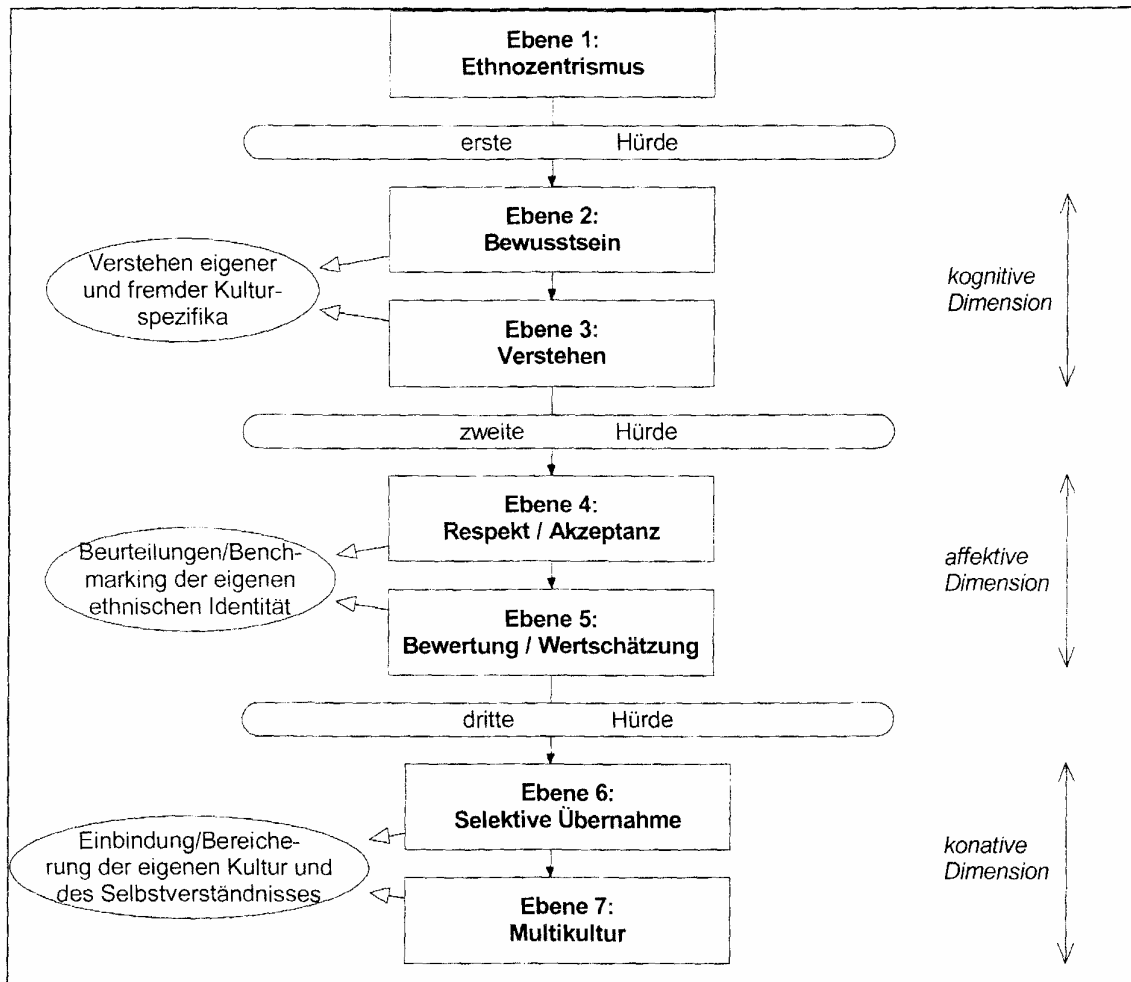 Ebene 1:
Ethnozentrismus
erste Hürde
Ebene 2:
Bewusstsein
Verstehen eigener
und fremder Kultur-
spezifika
kognitive
Dimension
Ebene 3:
Verstehen
zweite Hürde
Ebene 4:
Respekt / Akzeptanz
Beurteilungen/Bench-
marking der eigenen
ethnischen Identität
affektive
Dimension
Ebene 5:
Bewertung / Wertschätzung
dritte Hürde
Ebene 6:
Selektive Übernahme
Einbindung/Bereiche-
rung der eigenen Kultur und
des Selbstverständnisses
konative
Dimension
Ebene 7:
Multikultur